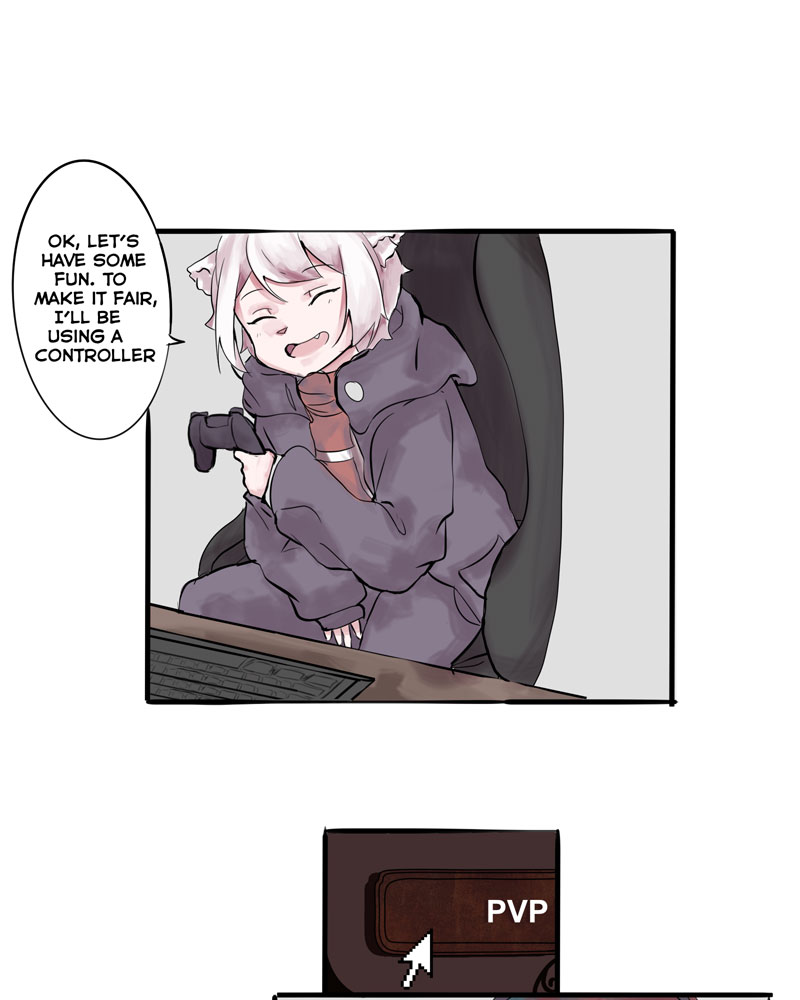 OK, LET'S
HAVE SOME
FUN. TO
MAKE IT FAIR,
I'LL BE
USING A
CONTROLLER
PVP